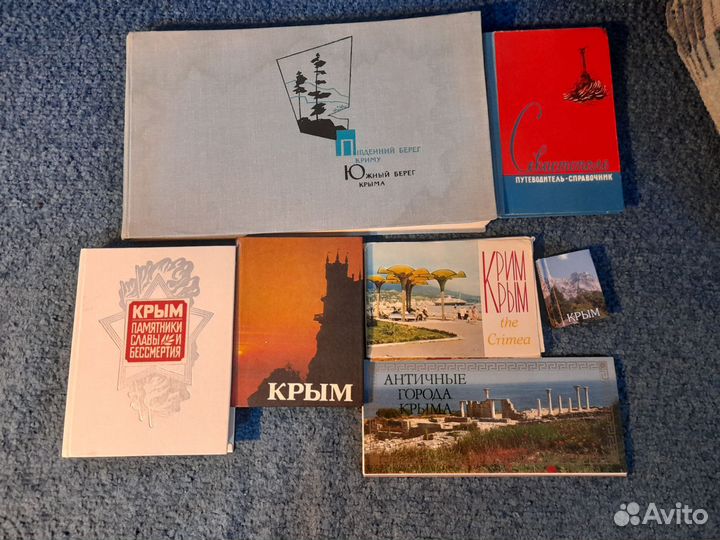 Південний берег
Криму
Южный берег
Крыма
Севастополь
ПУТЕВОДИТЕЛЬ-СПРАВОЧНИК
КРЫМ
ПАМЯТНИКИ
СЛАВЫ И
БЕССМЕРТИЯ
КРЫМ
КРИМ
КРЫМ
the
Crimea
КРЫМ
АНТИЧНЫЕ
ГОРОДА
КРЫМА
Avito